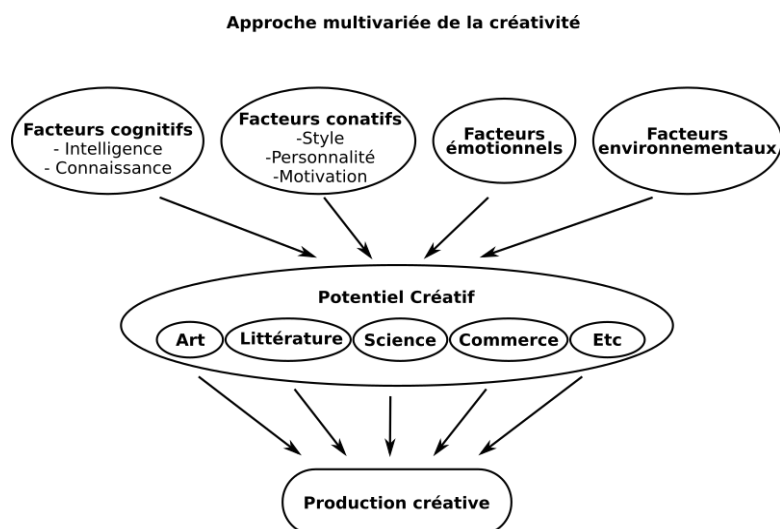 Approche multivariée de la créativité
Facteurs cognitifs
- Intelligence
- Connaissance
Facteurs conatifs
-Style
-Personnalité
-Motivation
Facteurs
émotionnels
Facteurs
environnementaux
Potentiel Créatif
Art
Littérature
Science
Commerce
Etc
Production créative